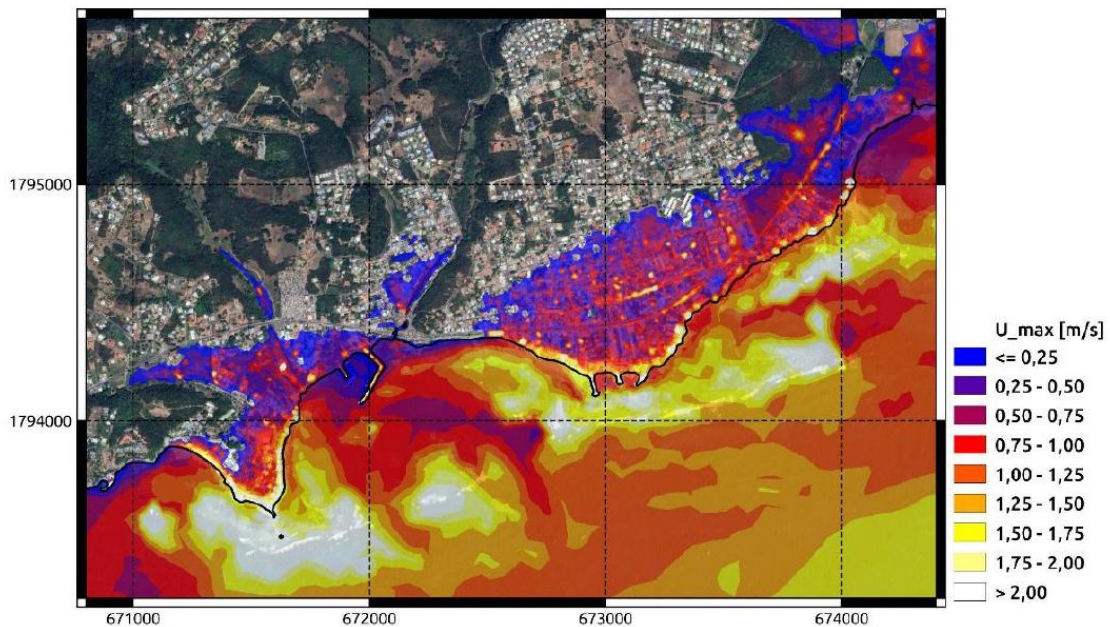 1795000
1794000
671000
672000
673000
674000
U_max [m/s]
<= 0,25
0,25 - 0,50
0,50 - 0,75
0,75 - 1,00
1,00 - 1,25
1,25 - 1,50
1,50 - 1,75
1,75 - 2,00
> 2,00